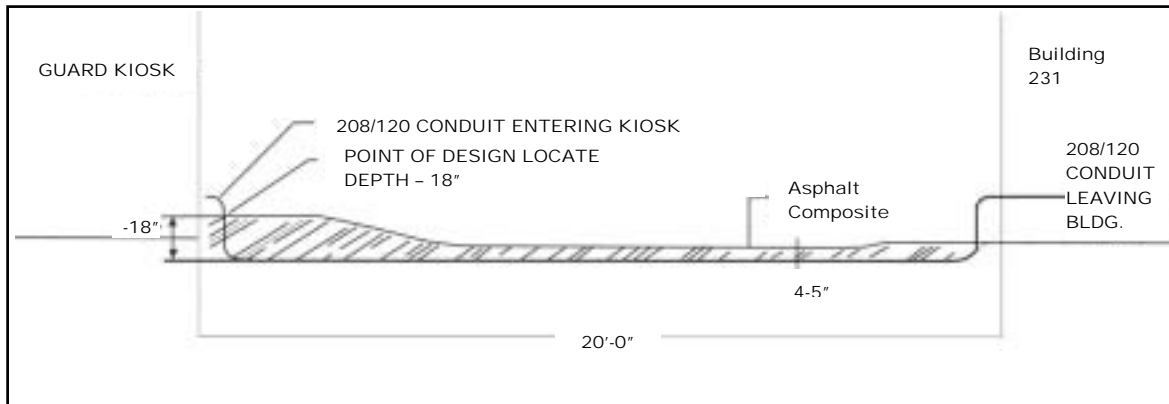 GUARD KIOSK
Building
231
208/120 CONDUIT ENTERING KIOSK
POINT OF DESIGN LOCATE
DEPTH – 18"
208/120
CONDUIT
LEAVING
BLDG.
Asphalt
Composite
-18"
4-5"
20'-0"